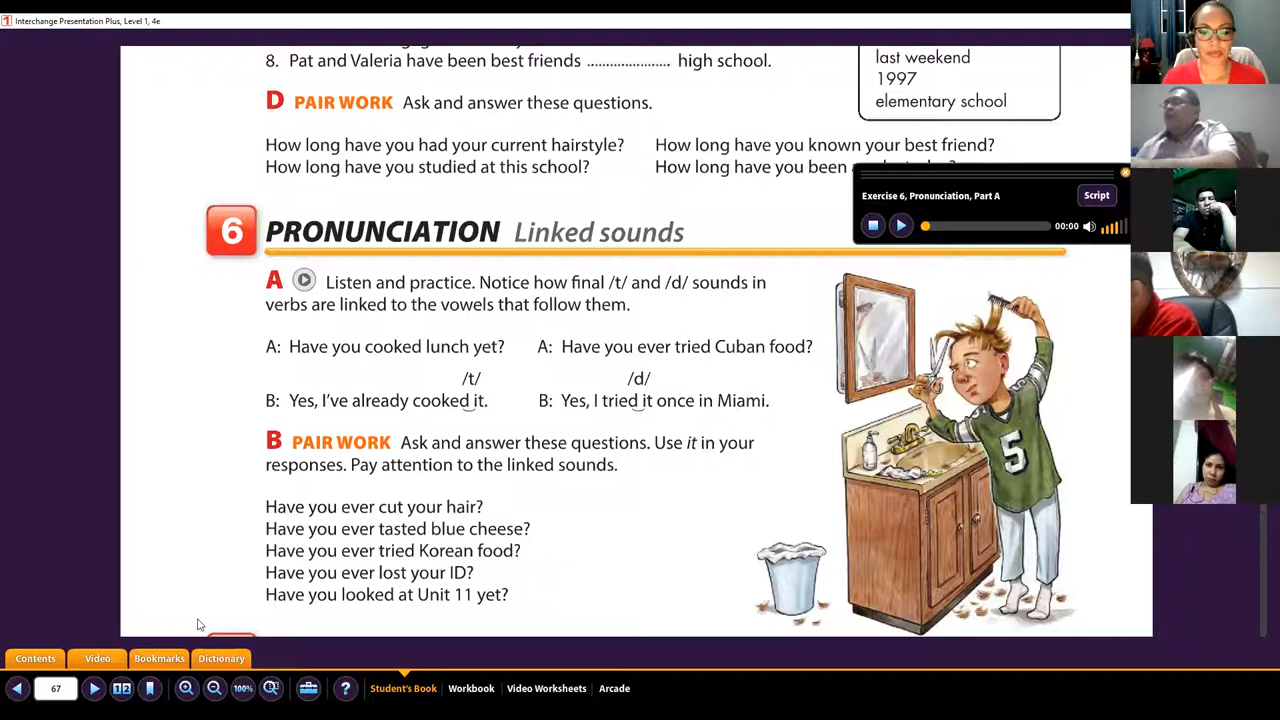 Interchange Presentation Plus, Level 1, 4e
8. Pat and Valeria have been best friends ...................... high school.
last weekend
1997
elementary school
D PAIR WORK Ask and answer these questions.
How long have you had your current hairstyle?
How long have you studied at this school?
How long have you known your best friend?
How long have you been
Exercise 6, Pronunciation, Part A
Script
00:00
6 PRONUNCIATION Linked sounds
A Listen and practice. Notice how final /t/ and /d/ sounds in
verbs are linked to the vowels that follow them.
A: Have you cooked lunch yet?
/t/
B: Yes, I've already cooked it.
A: Have you ever tried Cuban food?
/d/
B: Yes, I tried it once in Miami.
B PAIR WORK Ask and answer these questions. Use it in your
responses. Pay attention to the linked sounds.
Have you ever cut your hair?
Have you ever tasted blue cheese?
Have you ever tried Korean food?
Have you ever lost your ID?
Have you looked at Unit 11 yet?
5
Contents Video Bookmarks Dictionary
67 12 100% ? Student's Book Workbook Video Worksheets Arcade